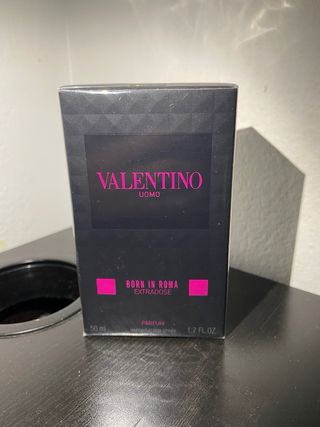 VALENTINO
UOMO
BORN IN ROMA
EXTRADOSE
PARFUM
50 ml 1.7 FL.OZ